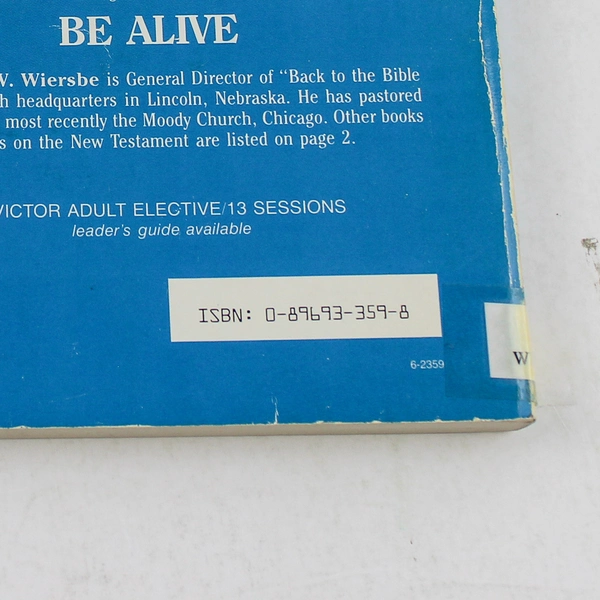 BE ALIVE
W. Wiersbe is General Director of "Back to the Bible
headquarters in Lincoln, Nebraska. He has pastored
most recently the Moody Church, Chicago. Other books
on the New Testament are listed on page 2.
VICTOR ADULT ELECTIVE/13 SESSIONS
leader's guide available
ISBN: 0-89693-359-8
6-2359
W